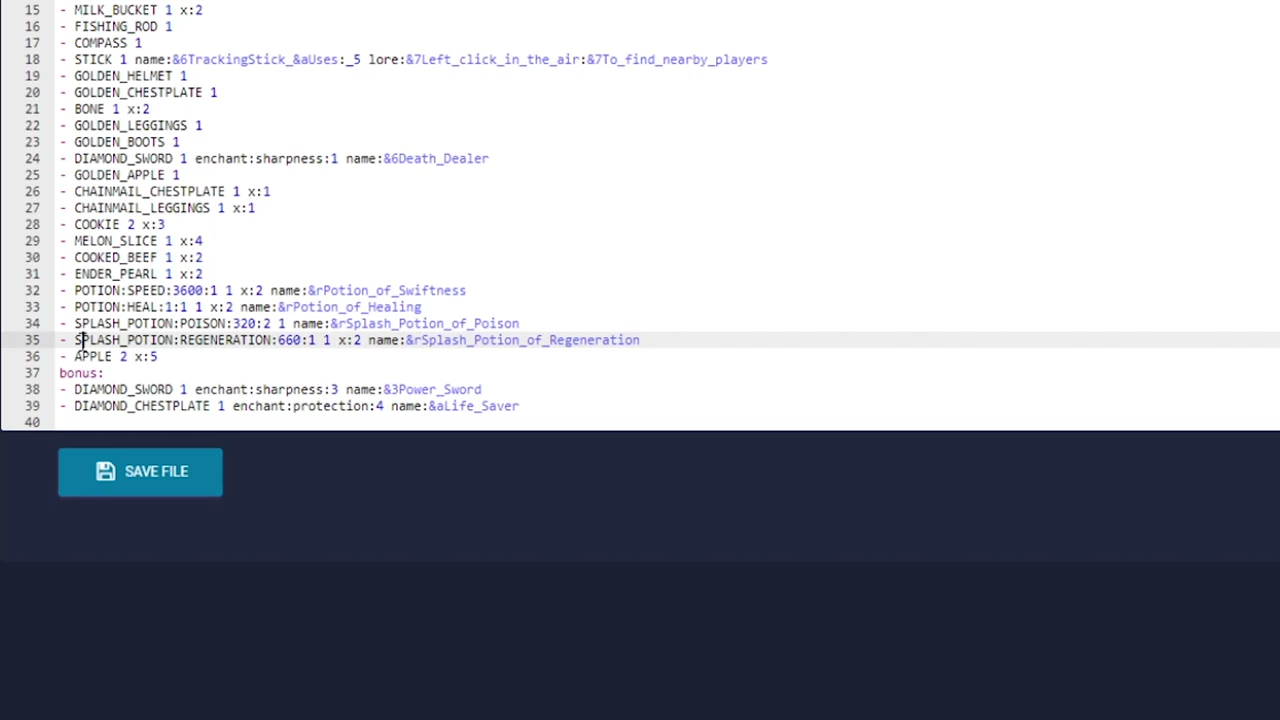 15 - MILK_BUCKET 1 x:2
16 - FISHING_ROD 1
17 - COMPASS 1
18 - STICK 1 name:&6TrackingStick_&aUses:_5 lore:&7Left_click_in_the_air:&7To_find_nearby_players
19 - GOLDEN_HELMET 1
20 - GOLDEN_CHESTPLATE 1
21 - BONE 1 x:2
22 - GOLDEN_LEGGINGS 1
23 - GOLDEN_BOOTS 1
24 - DIAMOND_SWORD 1 enchant:sharpness:1 name:&6Death_Dealer
25 - GOLDEN_APPLE 1
26 - CHAINMAIL_CHESTPLATE 1 x:1
27 - CHAINMAIL_LEGGINGS 1 x:1
28 - COOKIE 2 x:3
29 - MELON_SLICE 1 x:4
30 - COOKED_BEEF 1 x:2
31 - ENDER_PEARL 1 x:2
32 - POTION:SPEED:3600:1 1 x:2 name:&rPotion_of_Swiftness
33 - POTION:HEAL:1:1 1 x:2 name:&rPotion_of_Healing
34 - SPLASH_POTION:POISON:320:2 1 name:&rSplash_Potion_of_Poison
35 - SPLASH_POTION:REGENERATION:660:1 1 x:2 name:&rSplash_Potion_of_Regeneration
36 - APPLE 2 x:5
37 bonus:
38 - DIAMOND_SWORD 1 enchant:sharpness:3 name:&3Power_Sword
39 - DIAMOND_CHESTPLATE 1 enchant:protection:4 name:&aLife_Saver
40
SAVE FILE